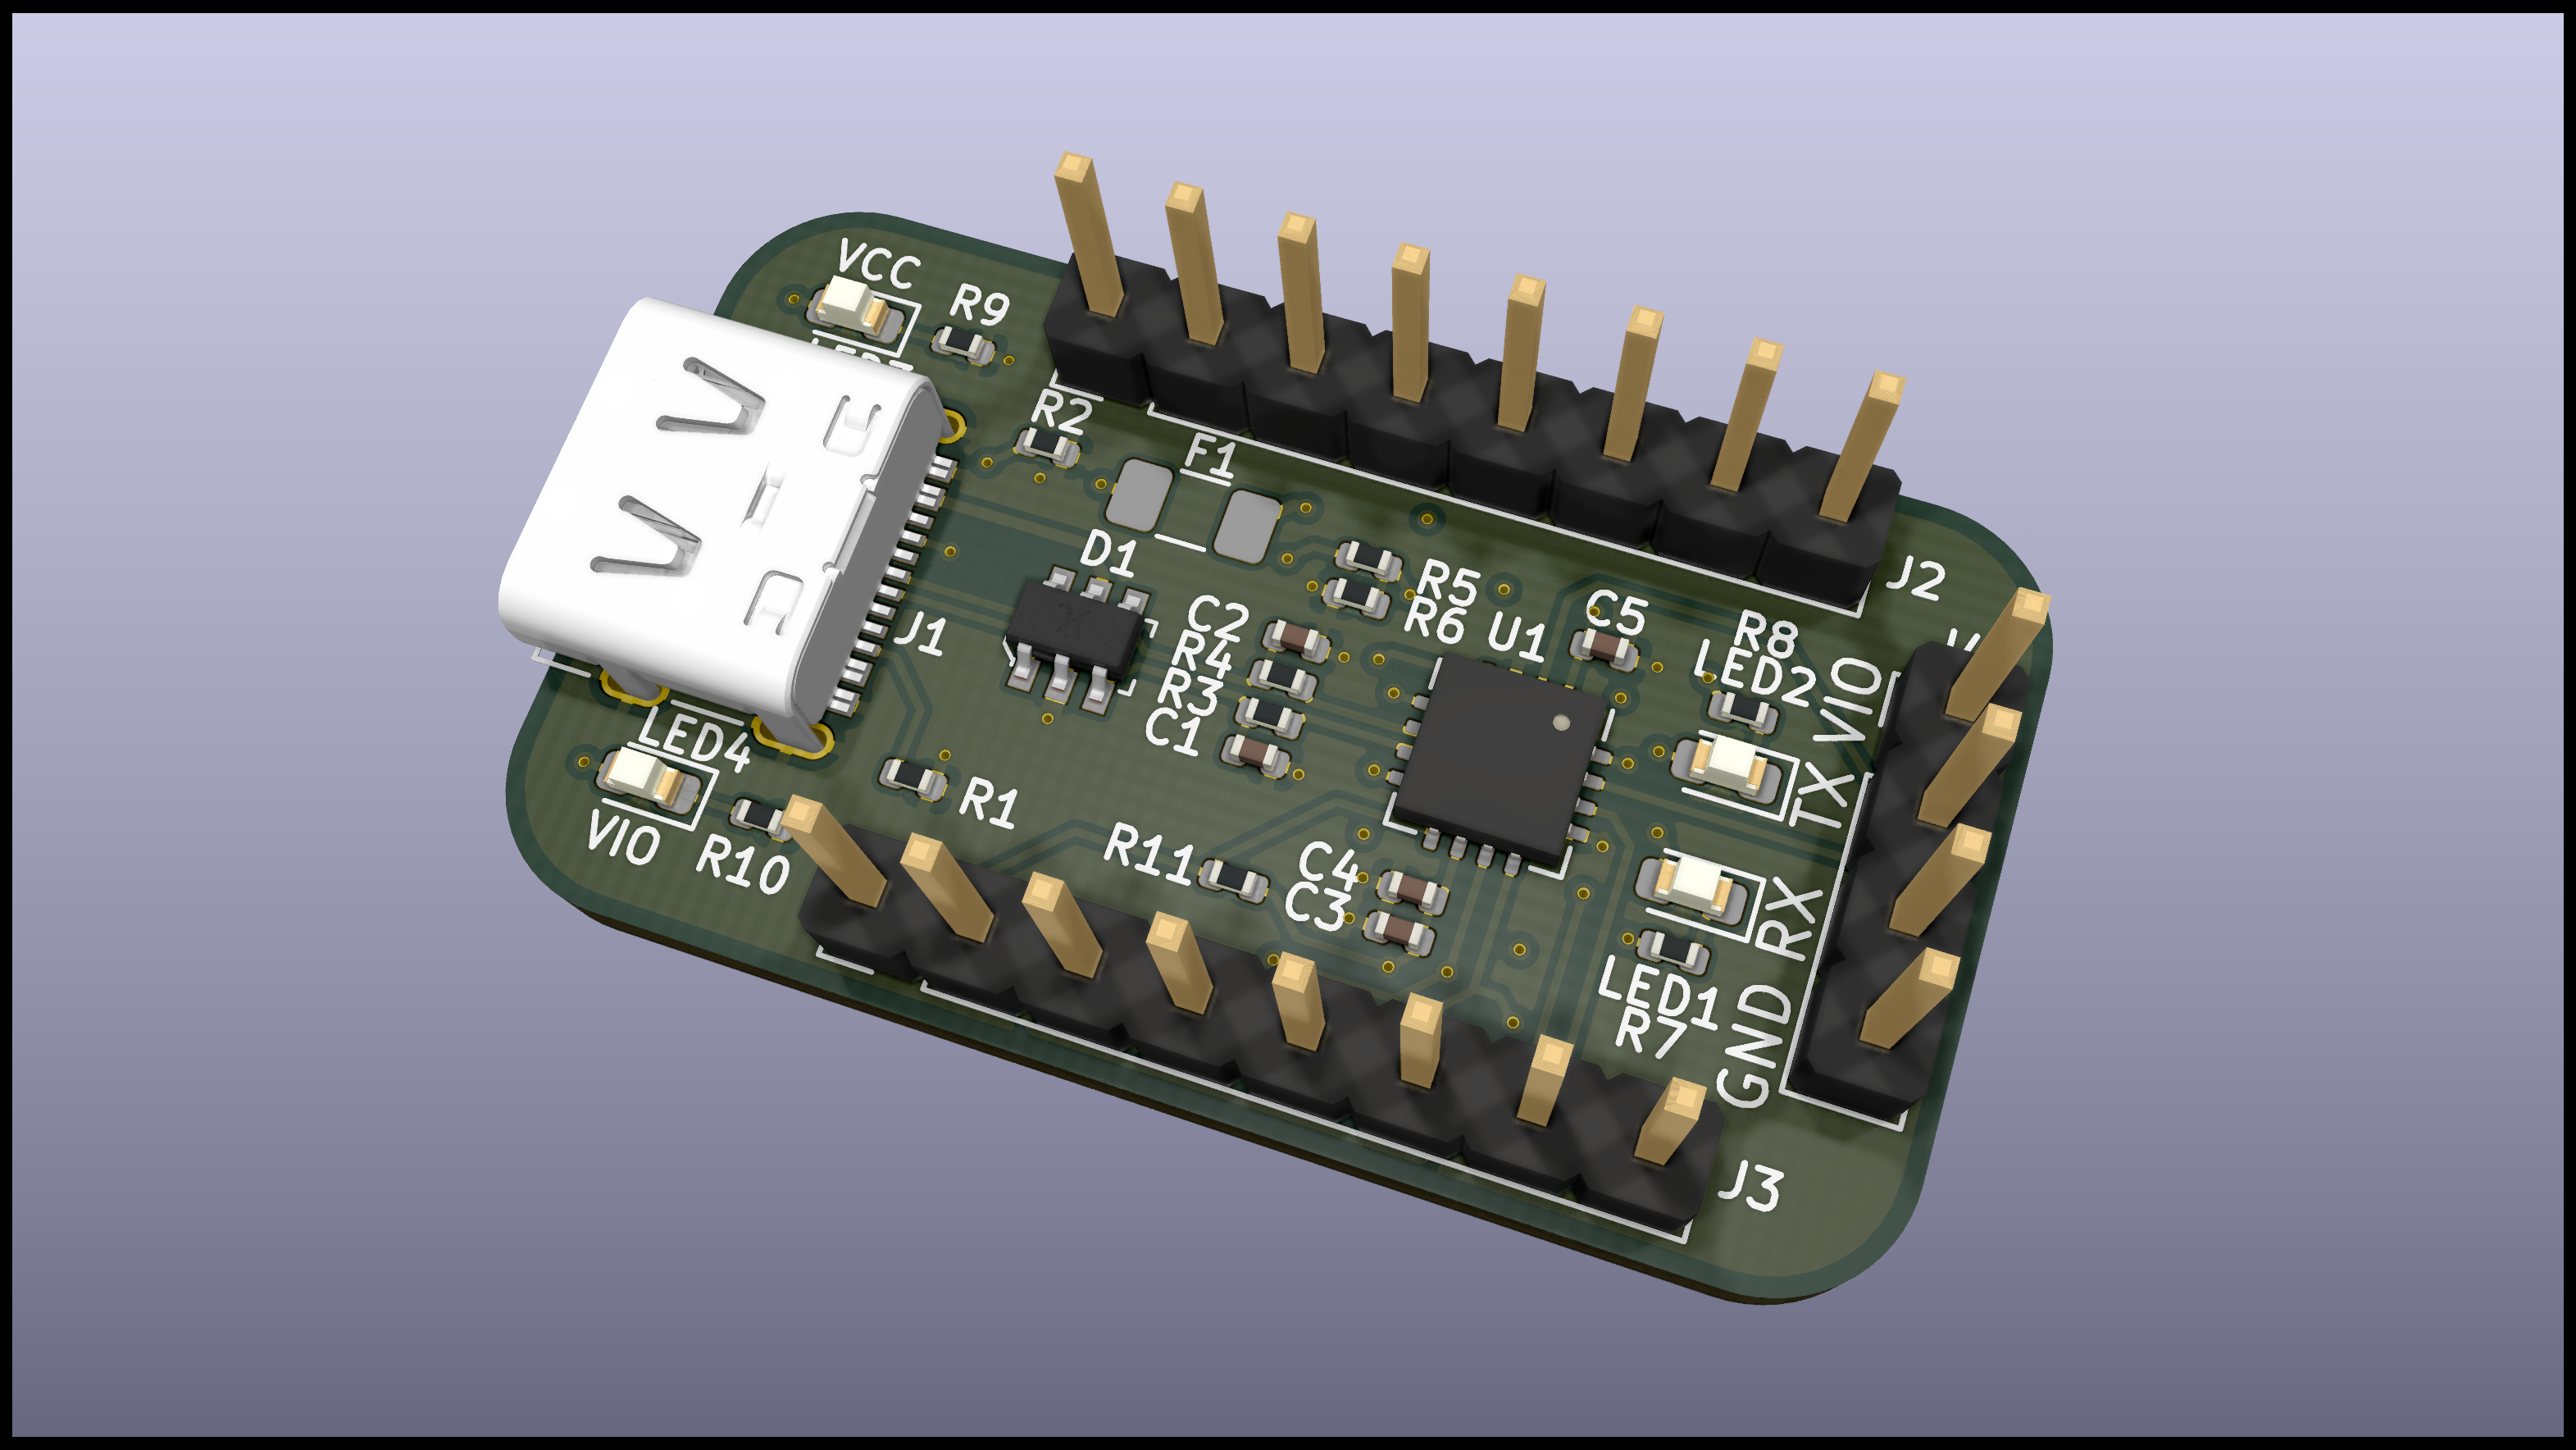 VCC
R9
R2
F1
D1
J1
R5
R6
C2
R4
R3
C1
U1
C5
R8
LED2
VIO
J2
TX
RX
LED1
R7
GND
LED4
VIO
R10
R1
R11
C4
C3
J3